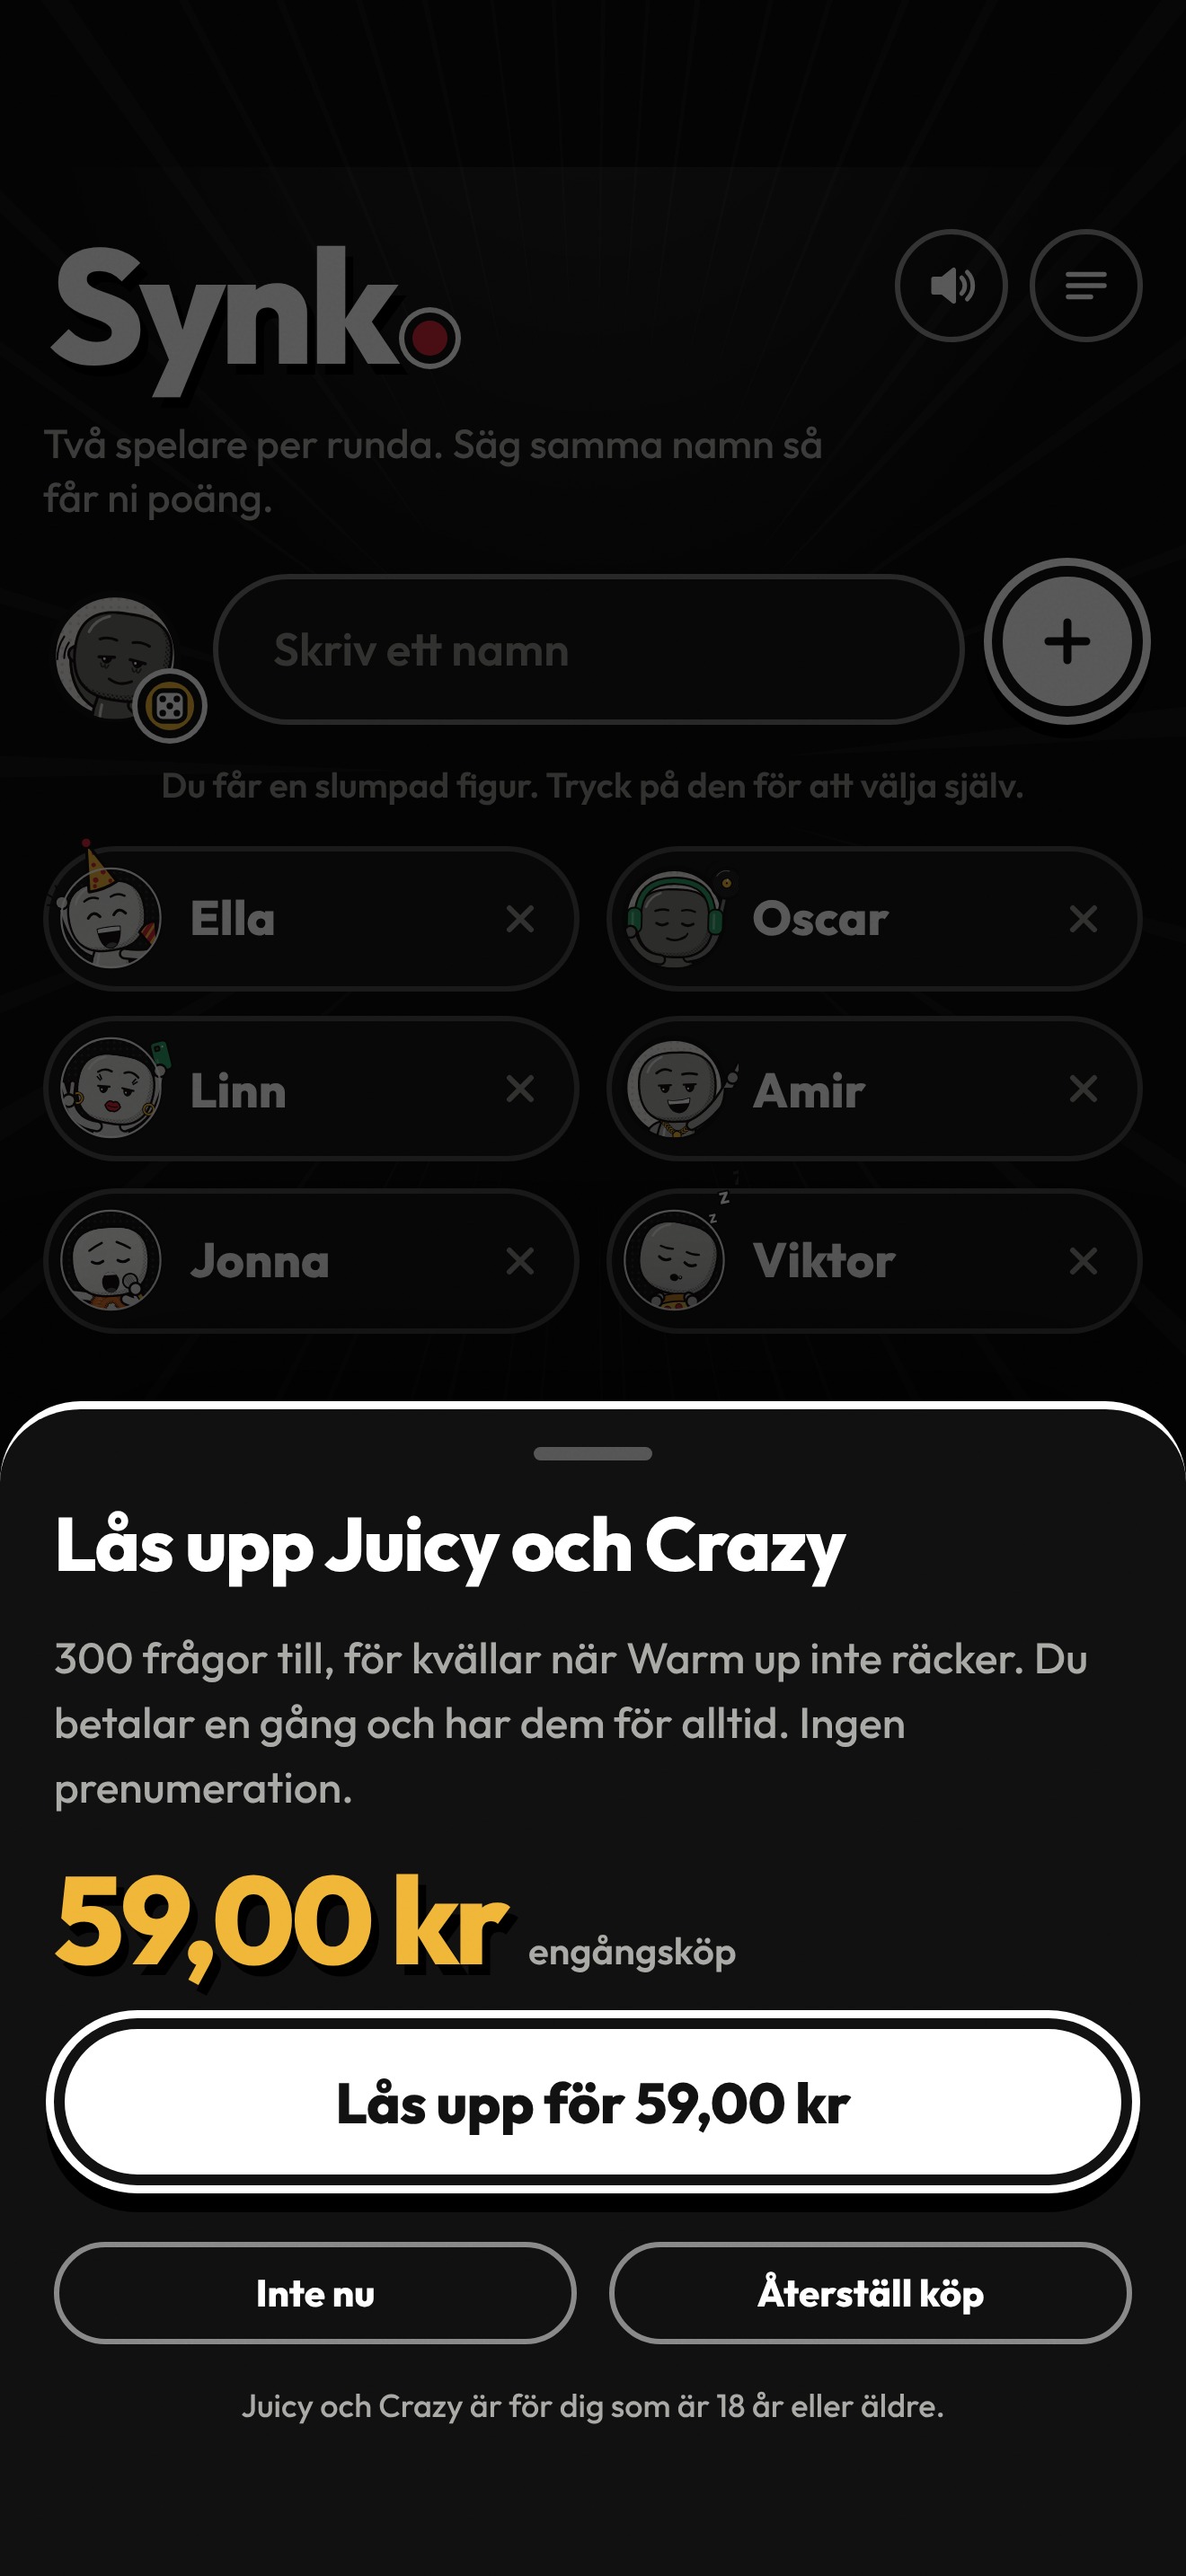 Synk
Två spelare per runda. Säg samma namn så
får ni poäng.
Skriv ett namn
Du får en slumpad figur. Tryck på den för att välja själv.
Ella
Oscar
Linn
Amir
Jonna
z
z
Viktor
Lås upp Juicy och Crazy
300 frågor till, för kvällar när Warm up inte räcker. Du
betalar en gång och har dem för alltid. Ingen
prenumeration.
59,00 kr engångsköp
Lås upp för 59,00 kr
Inte nu
Återställ köp
Juicy och Crazy är för dig som är 18 år eller äldre.